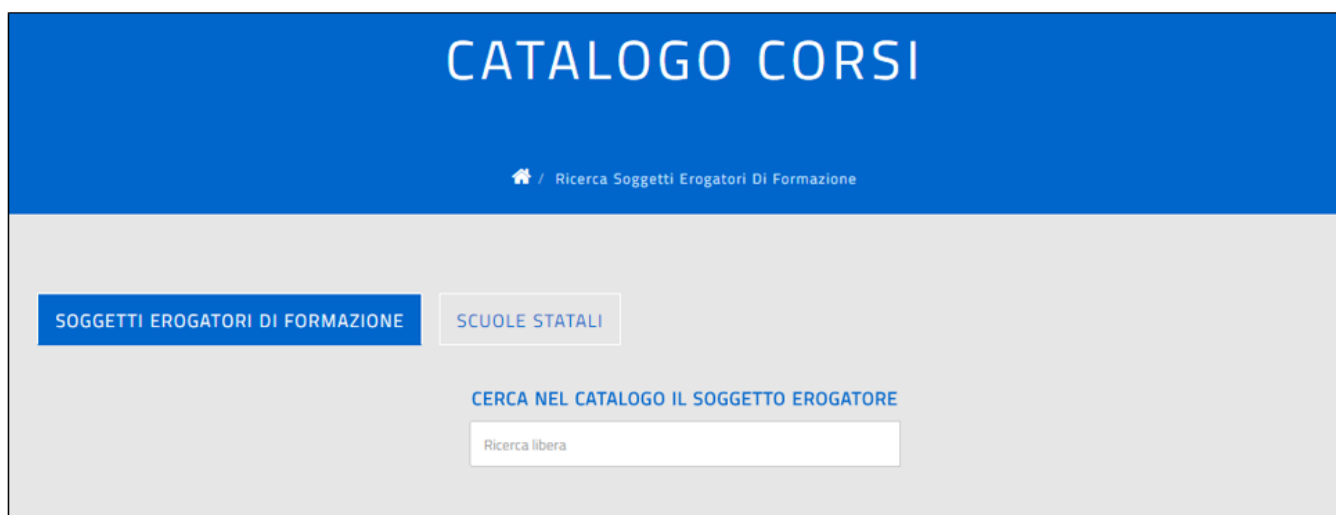 CATALOGO CORSI
/ Ricerca Soggetti Erogatori Di Formazione
SOGGETTI EROGATORI DI FORMAZIONE
SCUOLE STATALI
CERCA NEL CATALOGO IL SOGGETTO EROGATORE
Ricerca libera